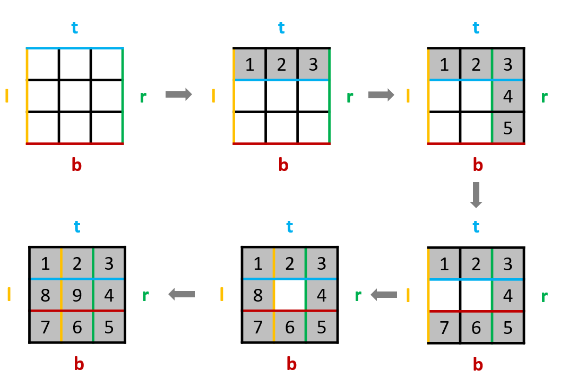 t t t
1 2 3 1 2 3
l r l r l 4 r
5
b b b
t t t
1 2 3 1 2 3 1 2 3
l 8 9 4 r l 8 4 r l 4 r
7 6 5 7 6 5 7 6 5
b b b